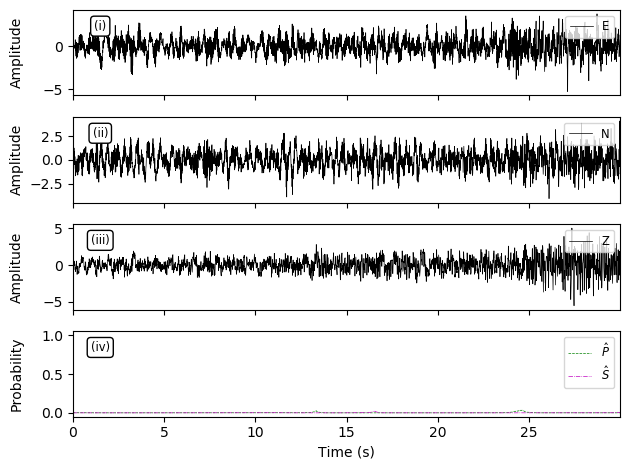 (i)
E
Amplitude
0
−5
(ii)
N
Amplitude
2.5
0.0
−2.5
(iii)
Z
Amplitude
5
0
−5
(iv)
P̂
Ŝ
Probability
1.0
0.5
0.0
0 5 10 15 20 25
Time (s)